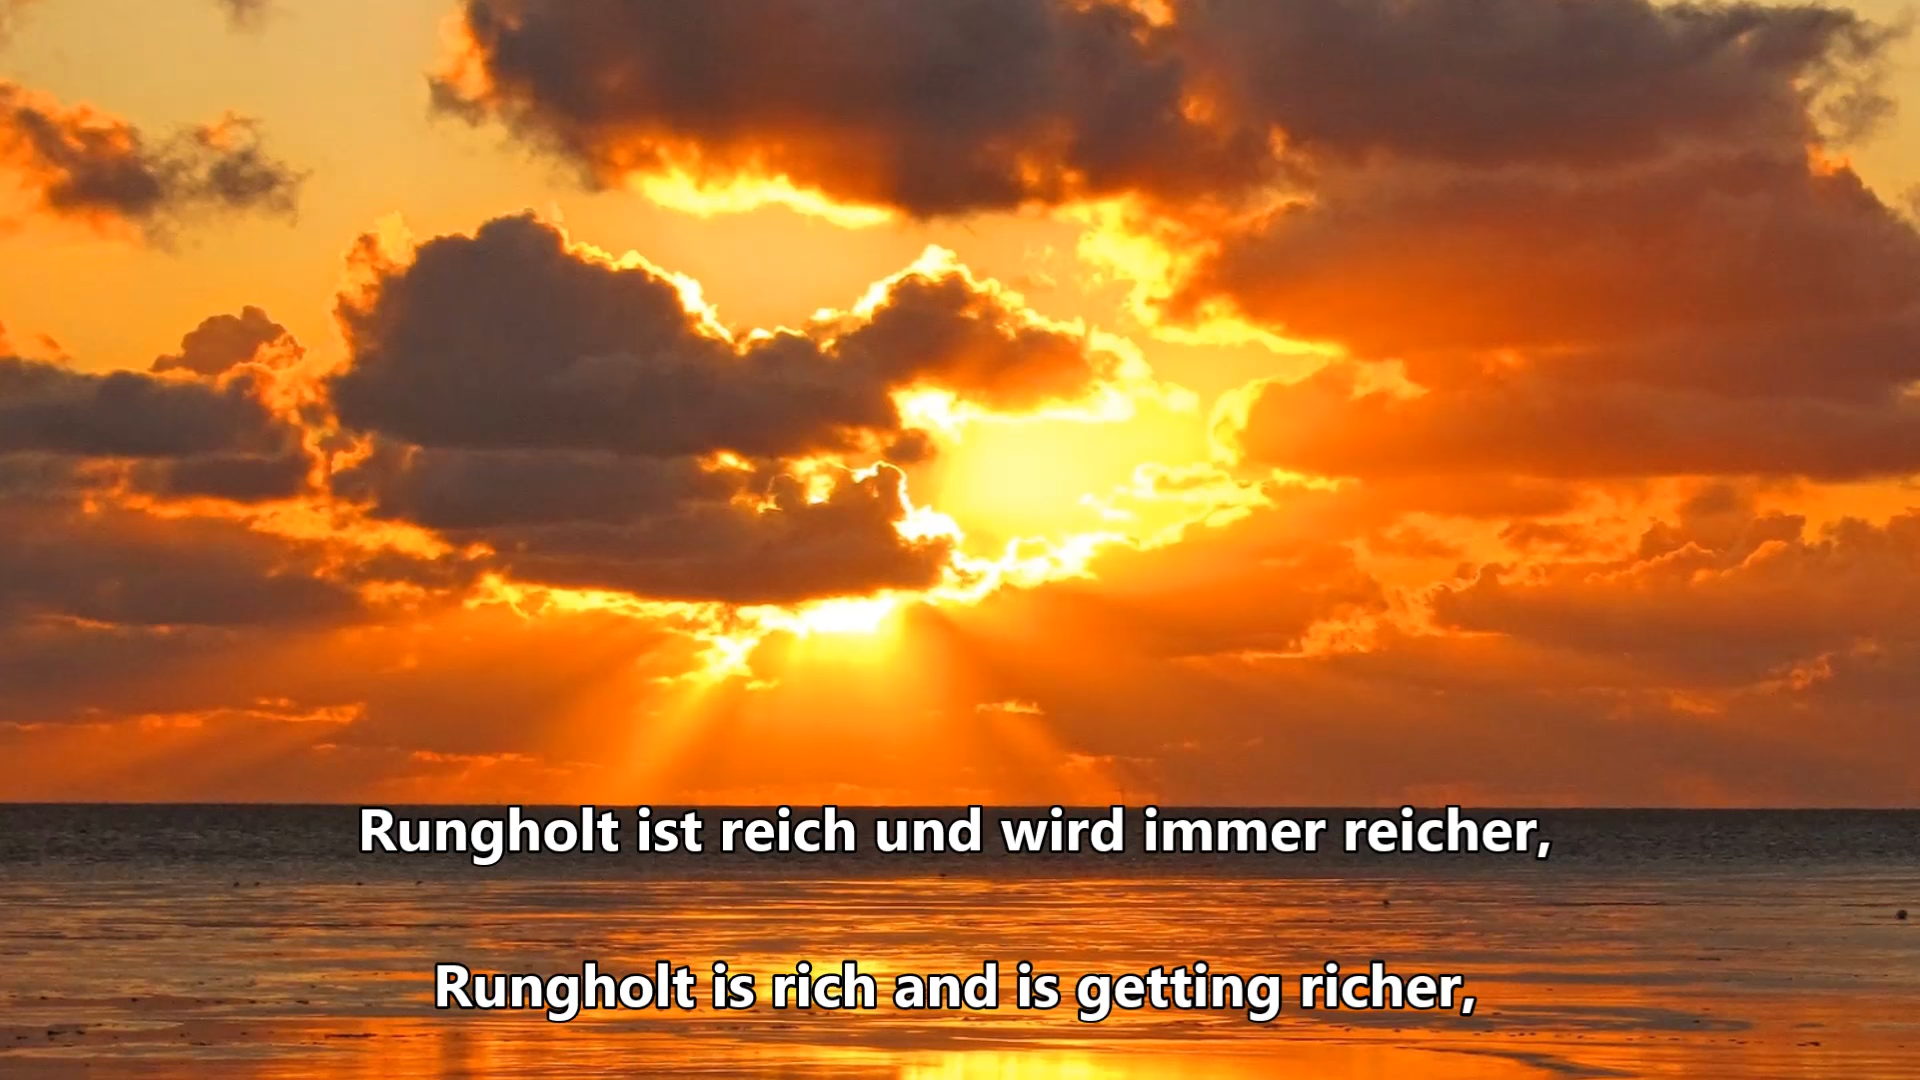 Rungholt ist reich und wird immer reicher,
Rungholt is rich and is getting richer,